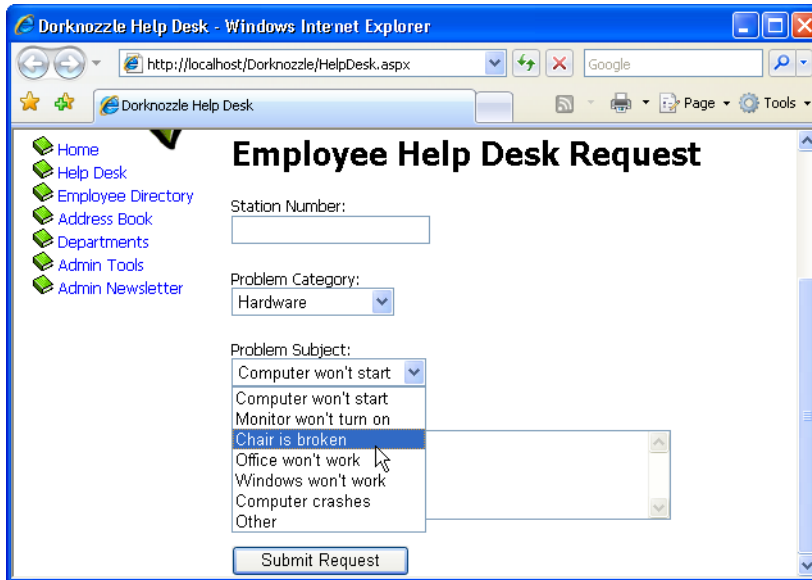 Dorknozzle Help Desk - Windows Internet Explorer
http://localhost/Dorknozzle/HelpDesk.aspx
Google
Dorknozzle Help Desk
Page
Tools
Home
Help Desk
Employee Directory
Address Book
Departments
Admin Tools
Admin Newsletter
Employee Help Desk Request
Station Number:
Problem Category:
Hardware
Problem Subject:
Computer won't start
Computer won't start
Monitor won't turn on
Chair is broken
Office won't work
Windows won't work
Computer crashes
Other
Submit Request